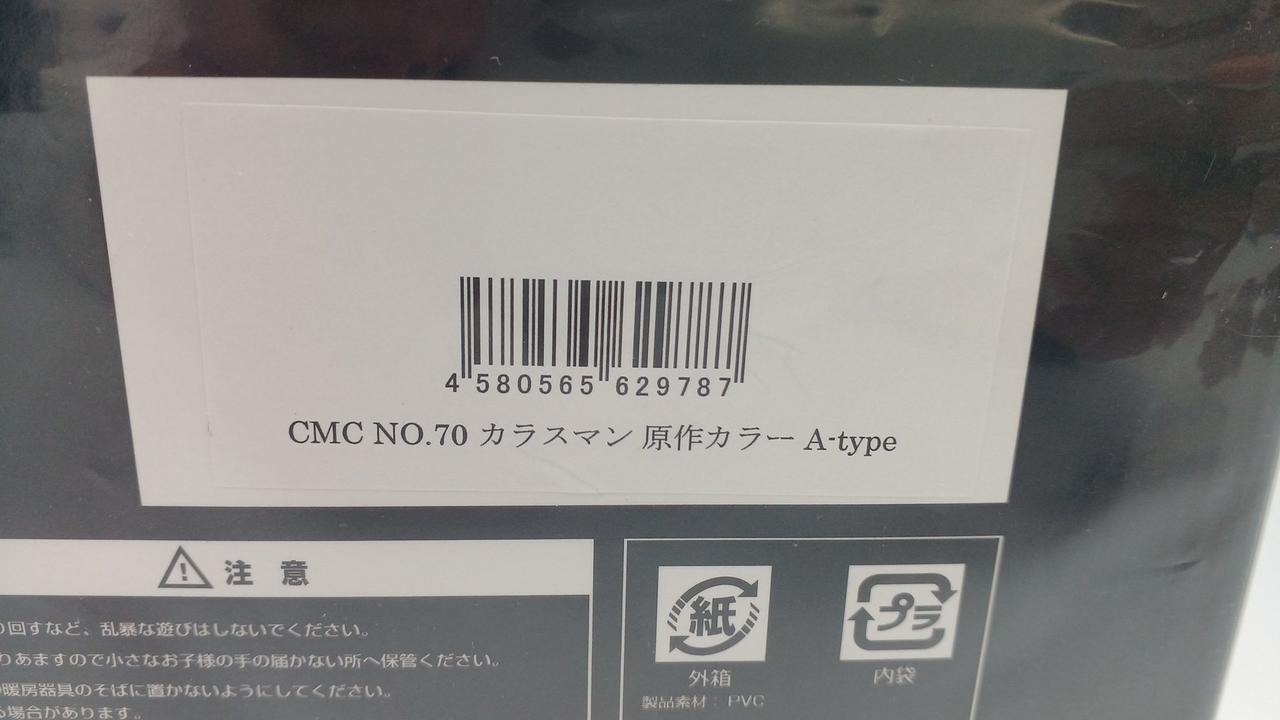 4 580565 629787
CMC NO.70 カラスマン 原作カラー A-type
注 意
回すなど、乱暴な遊びはしないでください。
りあますので小さなお子様の手の届かない所へ保管ください。
暖房器具のそばに置かないようにしてください。
場合があります。
紙
外箱
プラ
内袋
製品素材：PVC